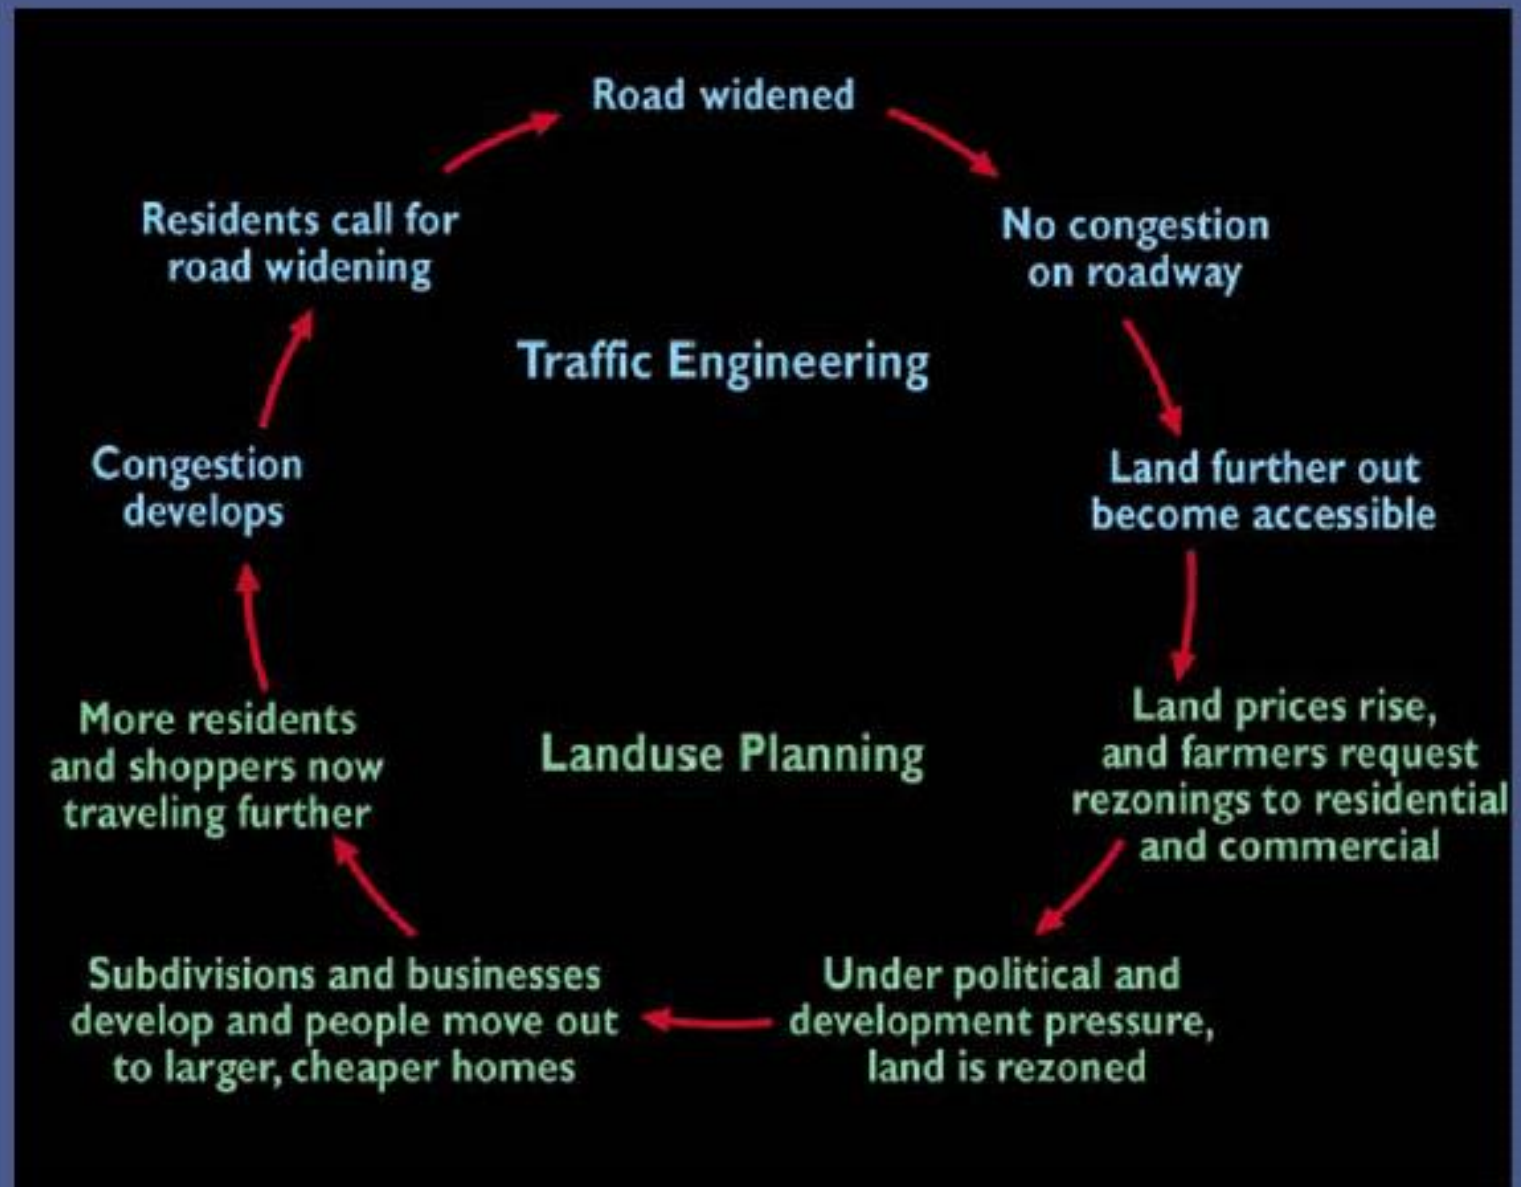 Road widened
No congestion
on roadway
Land further out
become accessible
Land prices rise,
and farmers request
rezonings to residential
and commercial
Under political and
development pressure,
land is rezoned
Subdivisions and businesses
develop and people move out
to larger, cheaper homes
More residents
and shoppers now
traveling further
Congestion
develops
Residents call for
road widening
Traffic Engineering
Landuse Planning